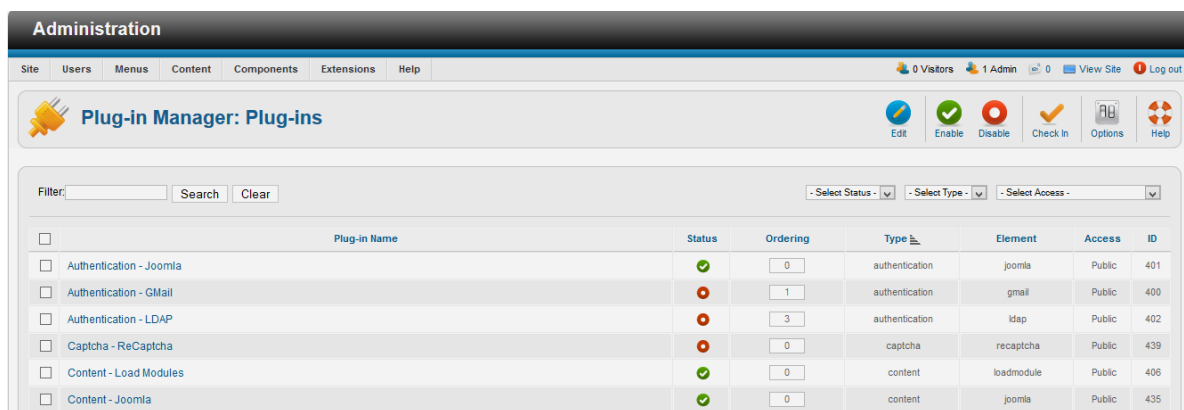 Administration
Site Users Menus Content Components Extensions Help 0 Visitors 1 Admin 0 View Site Log out
Plug-in Manager: Plug-ins
Edit Enable Disable Check In Options Help
Filter: Search Clear - Select Status - - Select Type - - Select Access -
Plug-in Name Status Ordering Type Element Access ID
Authentication - Joomla 0 authentication joomla Public 401
Authentication - GMail 1 authentication gmail Public 400
Authentication - LDAP 3 authentication ldap Public 402
Captcha - ReCaptcha 0 captcha recaptcha Public 439
Content - Load Modules 0 content loadmodule Public 406
Content - Joomla 0 content joomla Public 435